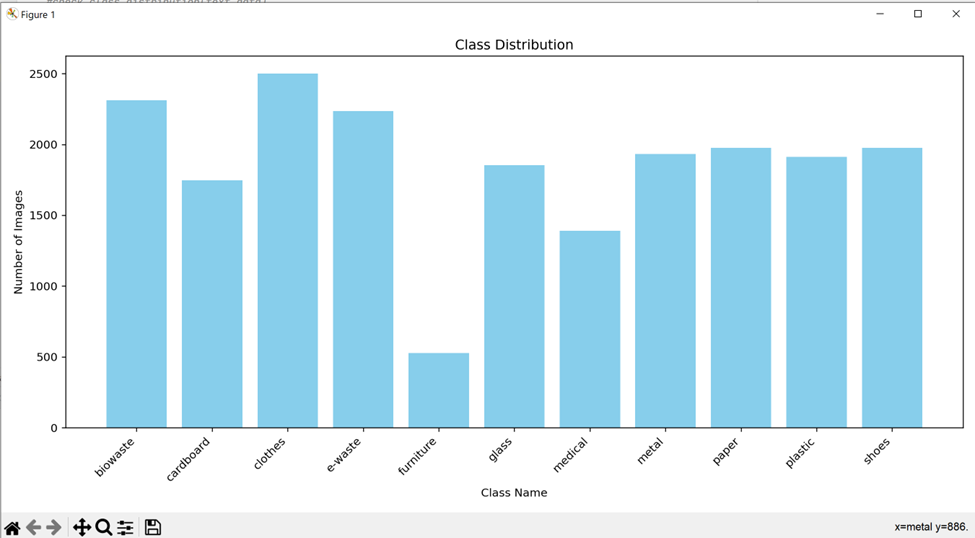 Figure 1
Class Distribution
2500
2000
1500
1000
500
0
Number of Images
biowaste
cardboard
clothes
e-waste
furniture
glass
medical
metal
paper
plastic
shoes
Class Name
x=metal y=886.